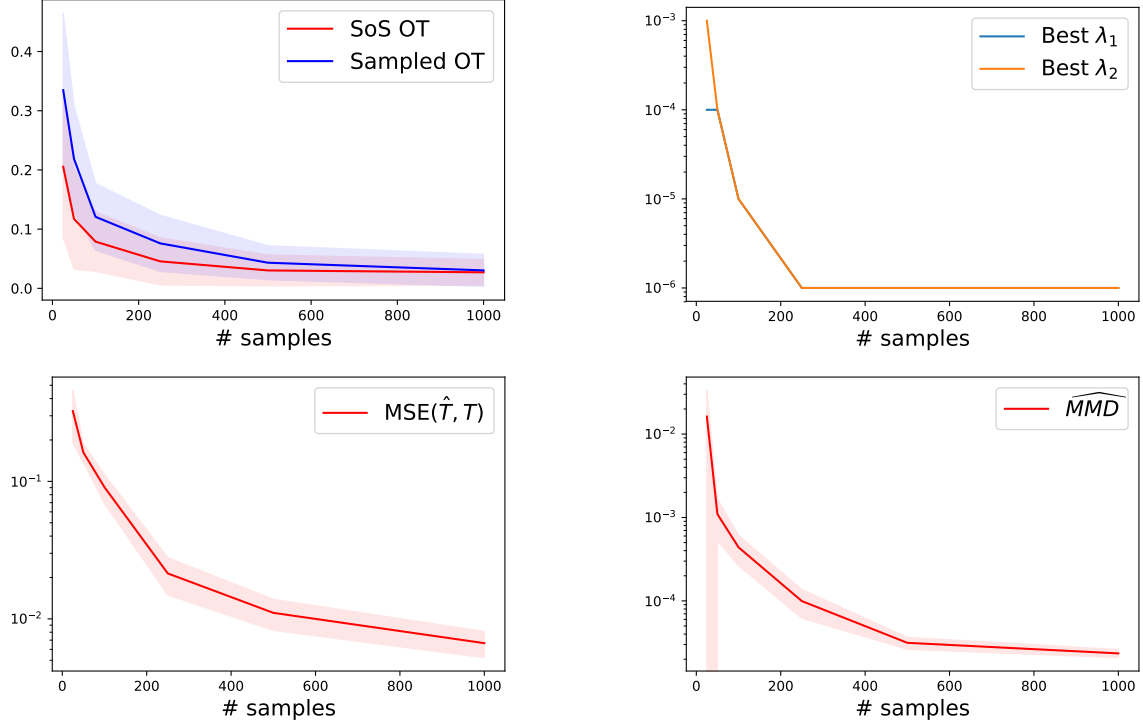 0.4
0.3
0.2
0.1
0.0
0 200 400 600 800 1000
# samples
SoS OT
Sampled OT
10⁻³
10⁻⁴
10⁻⁵
10⁻⁶
0 200 400 600 800 1000
# samples
Best λ₁
Best λ₂
10⁻¹
10⁻²
0 200 400 600 800 1000
# samples
MSE(T̂, T)
10⁻²
10⁻³
10⁻⁴
0 200 400 600 800 1000
# samples
\widehat{MMD}